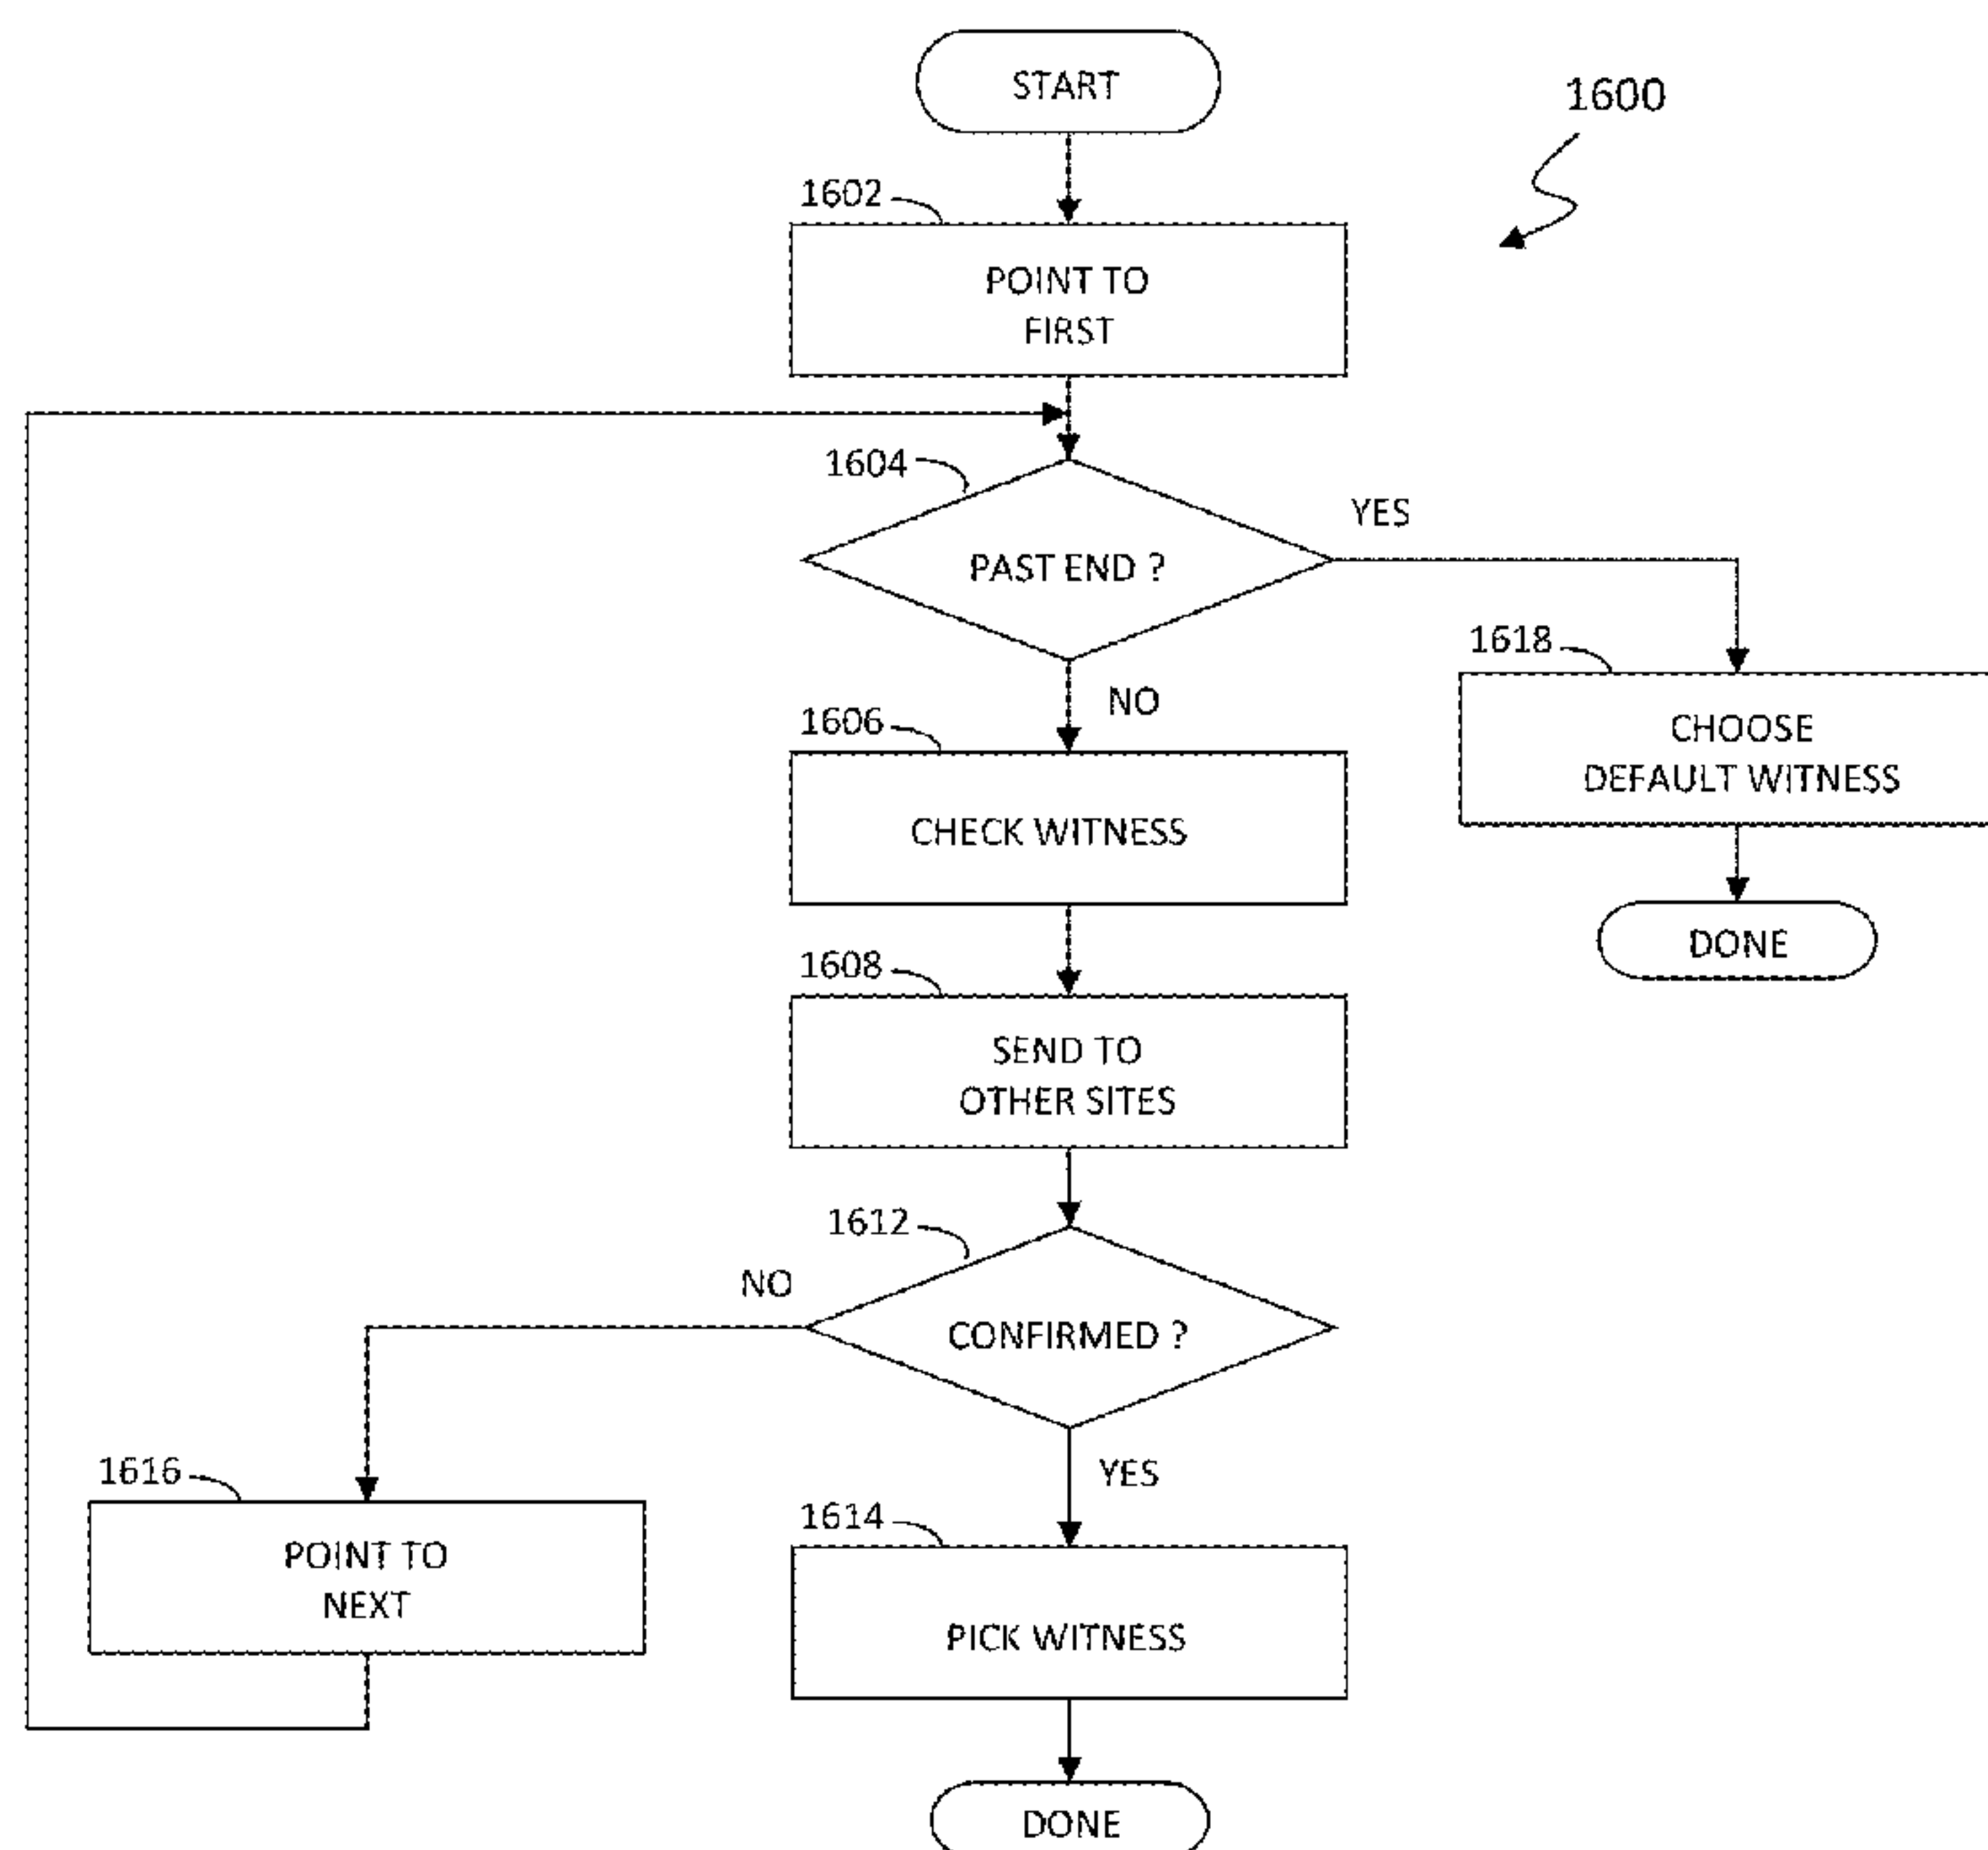 START
1600
1602
POINT TO
FIRST
1604
PAST END ?
YES
NO
1618
CHOOSE
DEFAULT WITNESS
DONE
1606
CHECK WITNESS
1608
SEND TO
OTHER SITES
1612
CONFIRMED ?
NO
YES
1616
POINT TO
NEXT
1614
PICK WITNESS
DONE